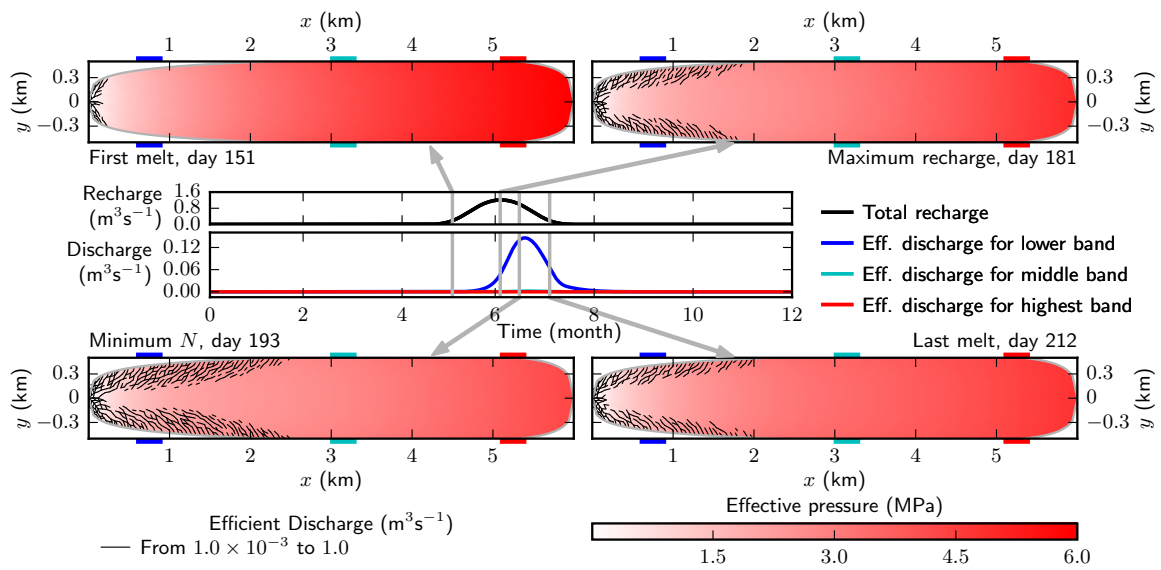 x (km)
x (km)
1 2 3 4 5
1 2 3 4 5
y (km)
0.3
0
−0.3
0.3
0
−0.3
y (km)
First melt, day 151
Maximum recharge, day 181
Recharge
(m³s⁻¹)
1.6
0.8
0.0
Discharge
(m³s⁻¹)
0.12
0.06
0.00
0 2 4 6 8 10 12
Time (month)
Total recharge
Eff. discharge for lower band
Eff. discharge for middle band
Eff. discharge for highest band
Minimum N, day 193
Last melt, day 212
y (km)
0.3
0
−0.3
0.3
0
−0.3
y (km)
1 2 3 4 5
1 2 3 4 5
x (km)
x (km)
Efficient Discharge (m³s⁻¹)
From 1.0 × 10⁻³ to 1.0
Effective pressure (MPa)
1.5 3.0 4.5 6.0